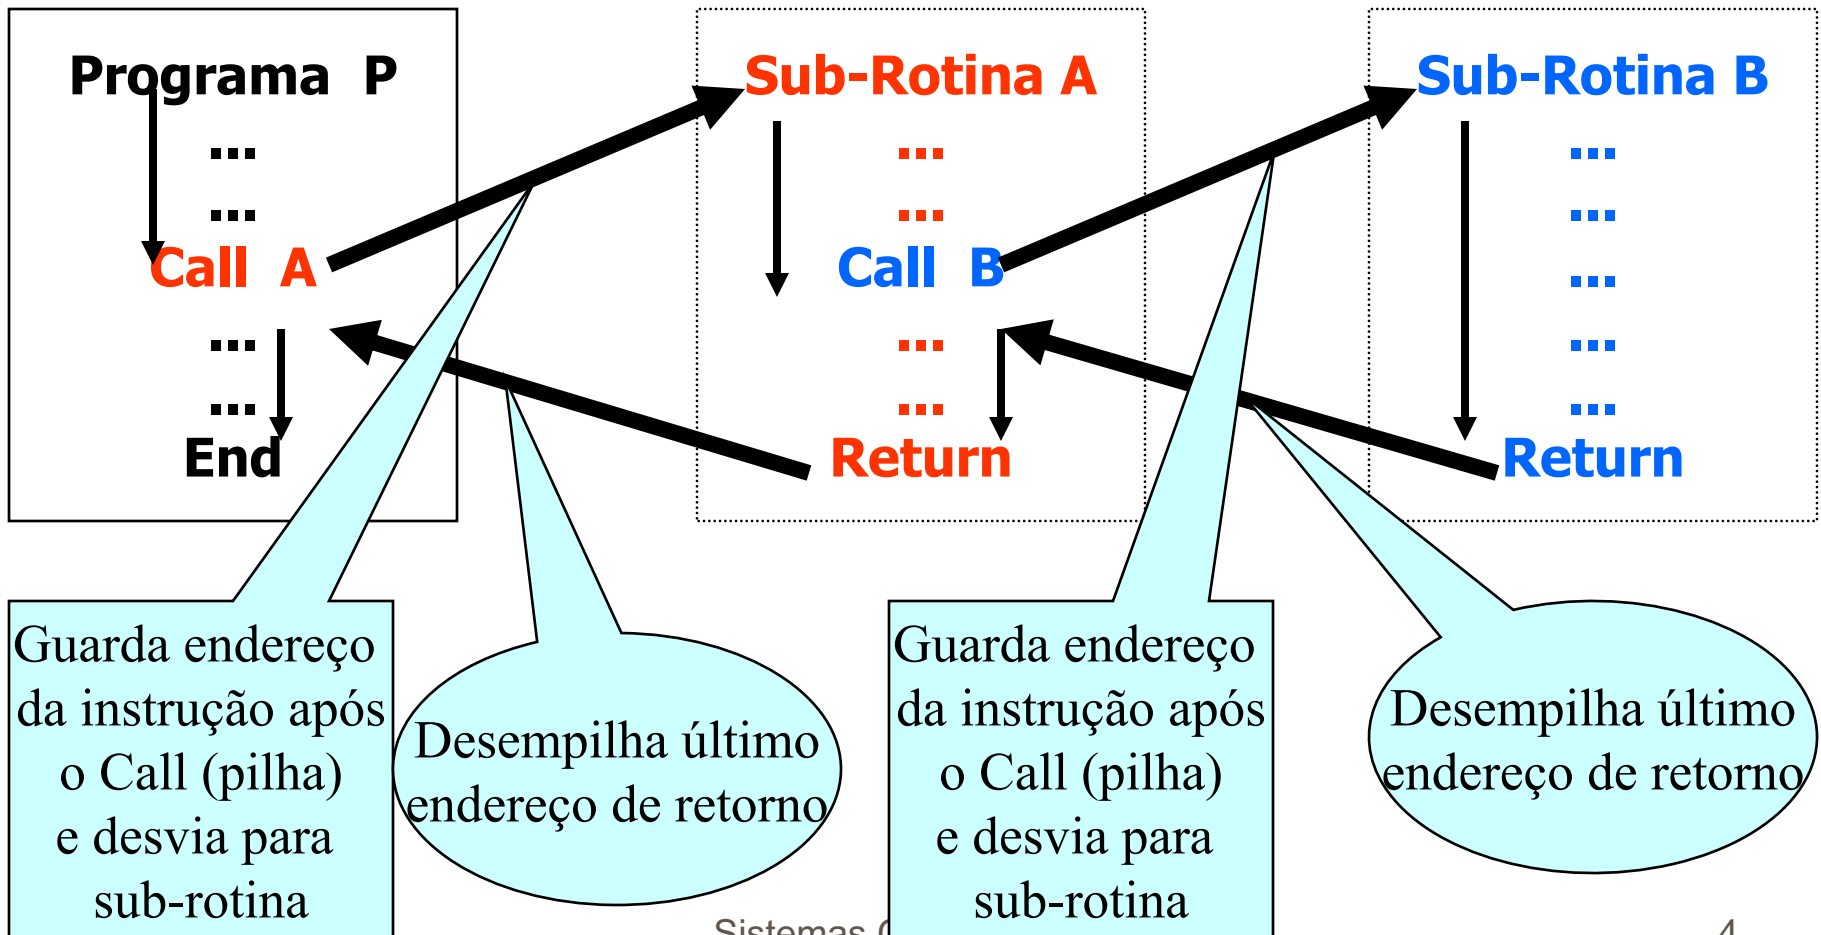 Programa P
...
...
Call A
...
...
End
Sub-Rotina A
...
...
Call B
...
...
Return
Sub-Rotina B
...
...
...
...
...
Return
Guarda endereço
da instrução após
o Call (pilha)
e desvia para
sub-rotina
Desempilha último
endereço de retorno
Guarda endereço
da instrução após
o Call (pilha)
e desvia para
sub-rotina
Desempilha último
endereço de retorno
Sistemas
4